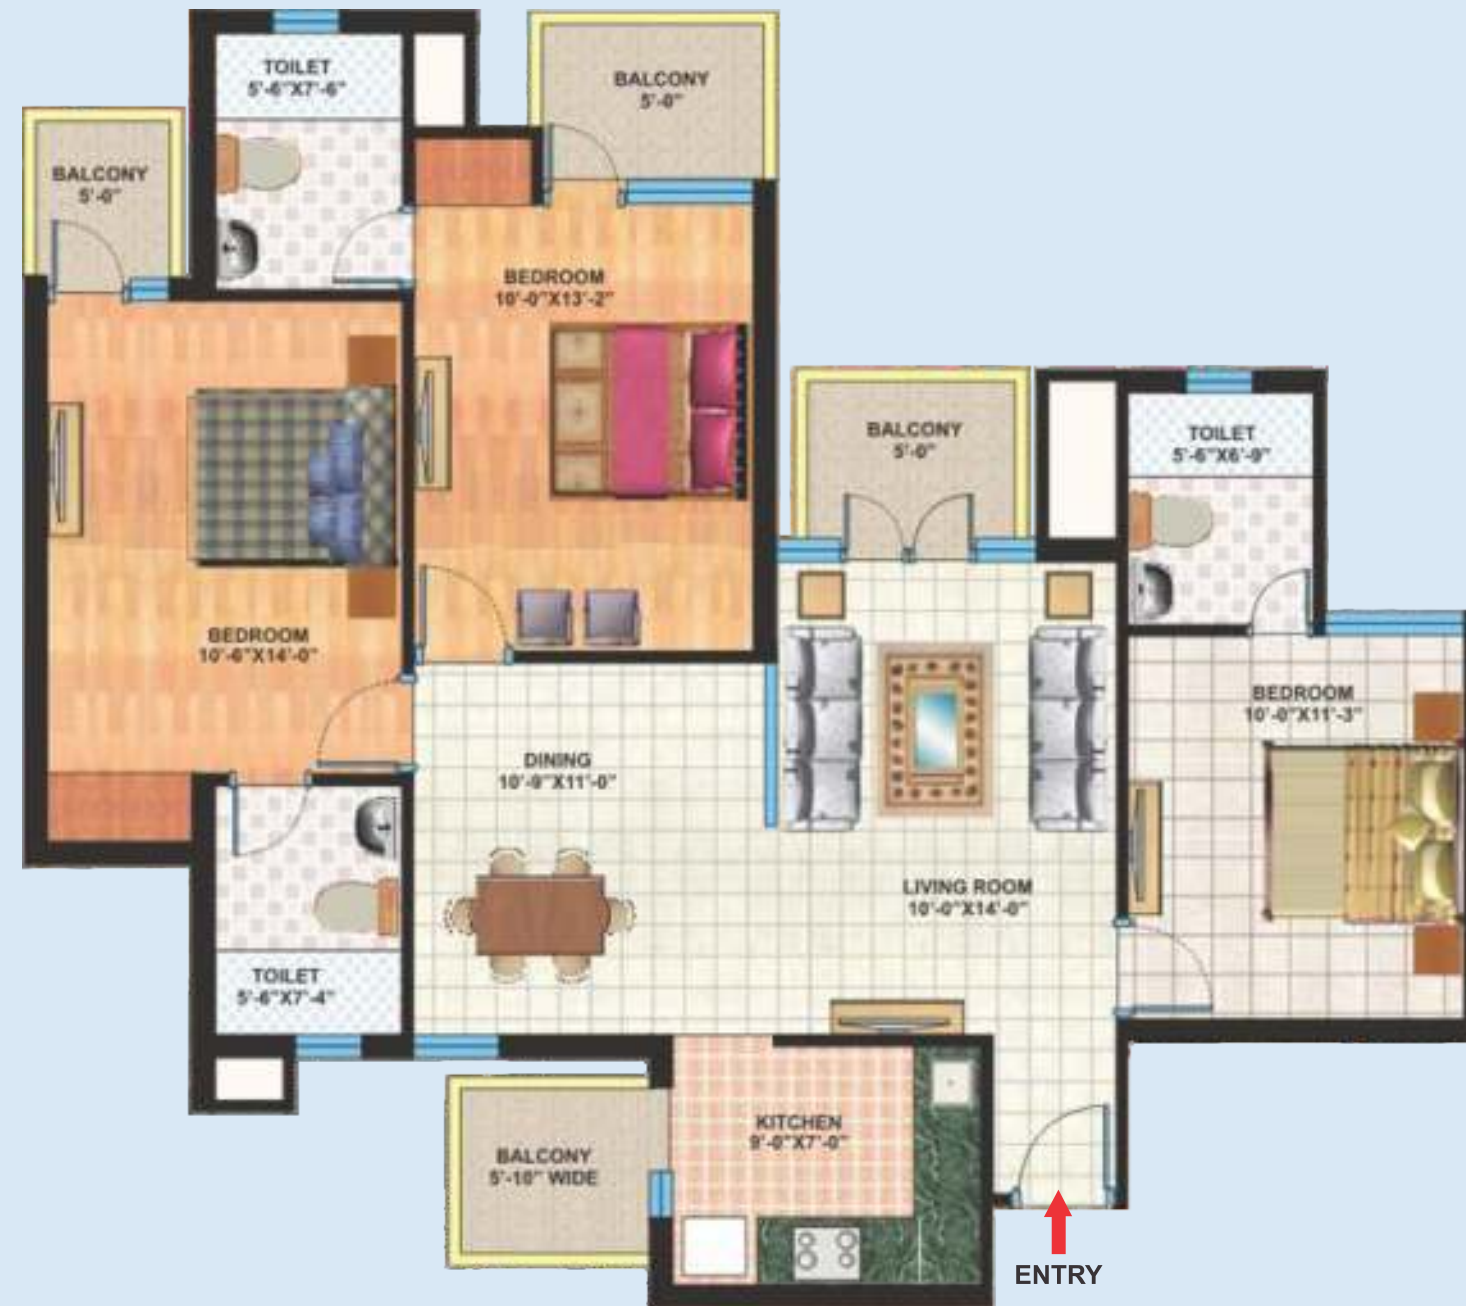 TOILET
5'-6"X7'-6"
BALCONY
5'-0"
BALCONY
5'-0"
BEDROOM
10'-0"X13'-2"
BALCONY
5'-0"
TOILET
5'-6"X6'-9"
BEDROOM
10'-6"X14'-0"
BEDROOM
10'-0"X11'-3"
DINING
10'-9"X11'-0"
LIVING ROOM
10'-0"X14'-0"
TOILET
5'-6"X7'-4"
KITCHEN
9'-0"X7'-0"
BALCONY
5'-10" WIDE
ENTRY